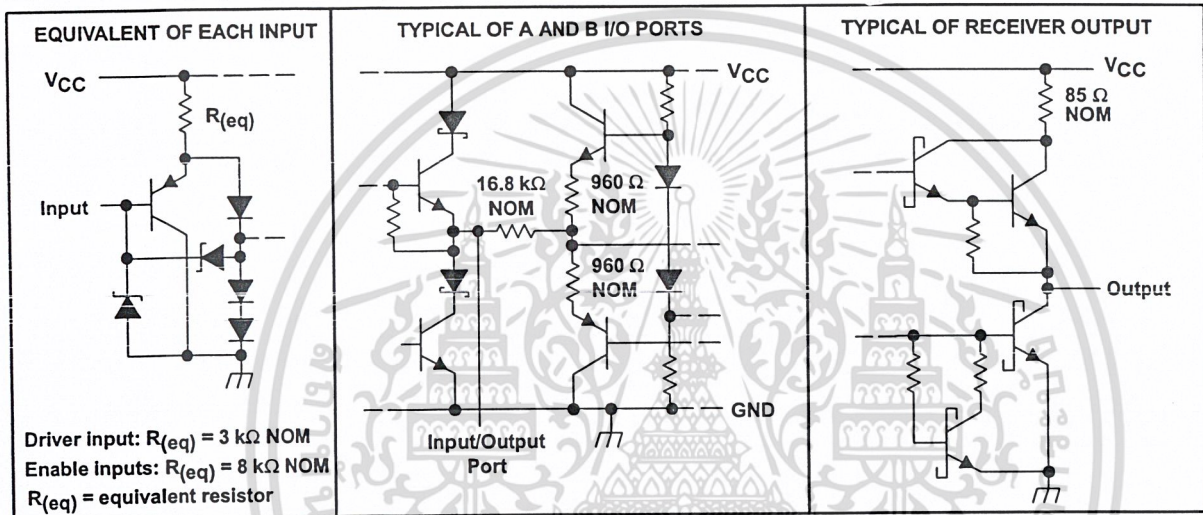 EQUIVALENT OF EACH INPUT
VCC
R(eq)
Input
Driver input: R(eq) = 3 kΩ NOM
Enable inputs: R(eq) = 8 kΩ NOM
R(eq) = equivalent resistor
TYPICAL OF A AND B I/O PORTS
VCC
16.8 kΩ
NOM
960 Ω
NOM
960 Ω
NOM
GND
Input/Output
Port
TYPICAL OF RECEIVER OUTPUT
VCC
85 Ω
NOM
Output